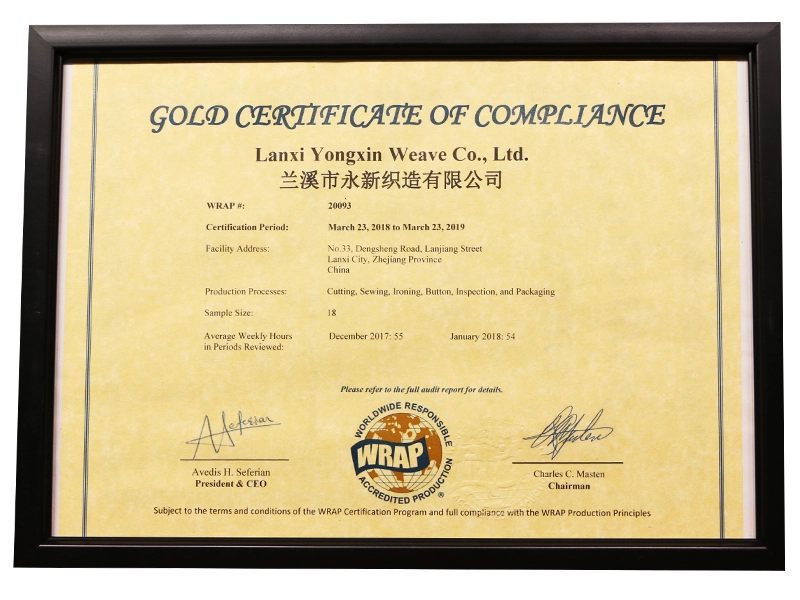 GOLD CERTIFICATE OF COMPLIANCE
Lanxi Yongxin Weave Co., Ltd.
兰溪市永新织造有限公司
WRAP #: 20093
Certification Period: March 23, 2018 to March 23, 2019
Facility Address: No.33, Dengsheng Road, Lanjiang Street
Lanxi City, Zhejiang Province
China
Production Processes: Cutting, Sewing, Ironing, Button, Inspection, and Packaging
Sample Size: 18
Average Weekly Hours December 2017: 55 January 2018: 54
in Periods Reviewed:
Please refer to the full audit report for details.
WORLDWIDE RESPONSIBLE
WRAP
ACCREDITED PRODUCTION
®
Avedis H. Seferian
President & CEO
Charles C. Masten
Chairman
Subject to the terms and conditions of the WRAP Certification Program and full compliance with the WRAP Production Principles